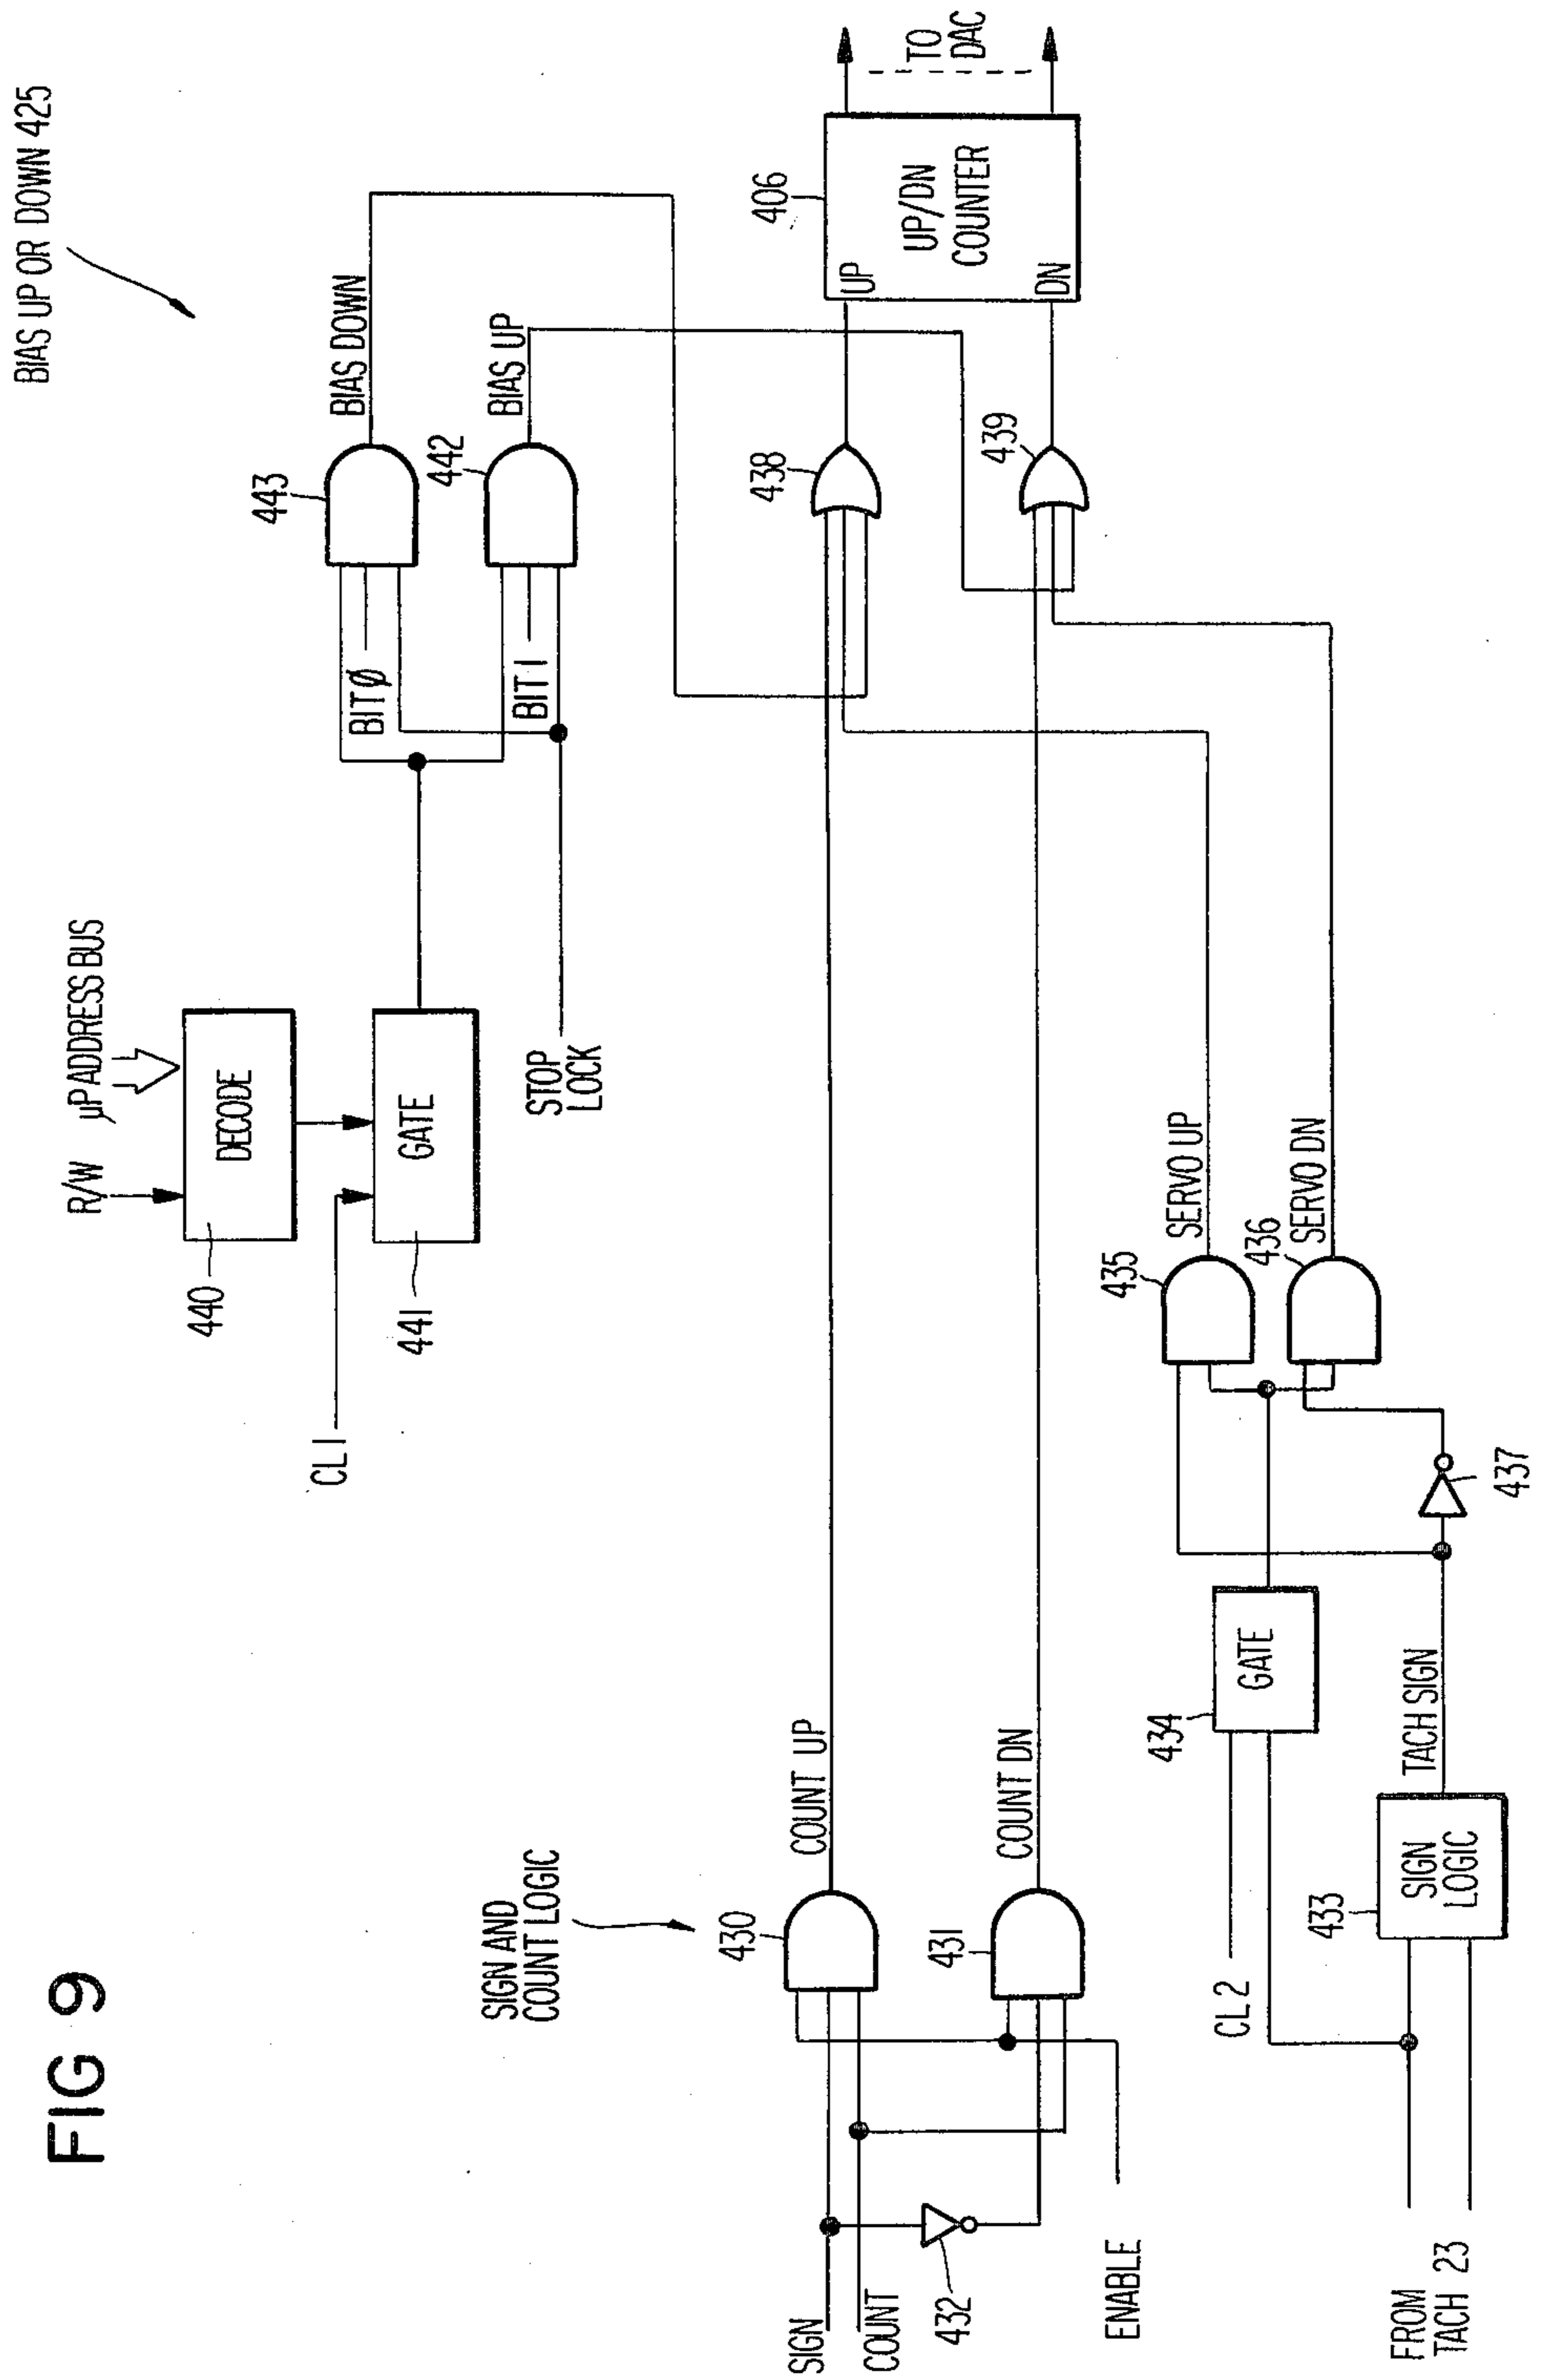 FIG 9
BIAS UP OR DOWN 425
R/W
µP ADDRESS BUS
440
DECODE
CL1
441
GATE
STOP
LOCK
BIT Ø
BIT 1
443
442
BIAS DOWN
BIAS UP
SIGN AND
COUNT LOGIC
SIGN
COUNT
432
ENABLE
430
431
COUNT UP
COUNT DN
438
439
406
UP
DN
UP/DN
COUNTER
TO
DAC
FROM
TACH 23
CL 2
433
SIGN
LOGIC
434
GATE
TACH SIGN
437
435
436
SERVO UP
SERVO DN